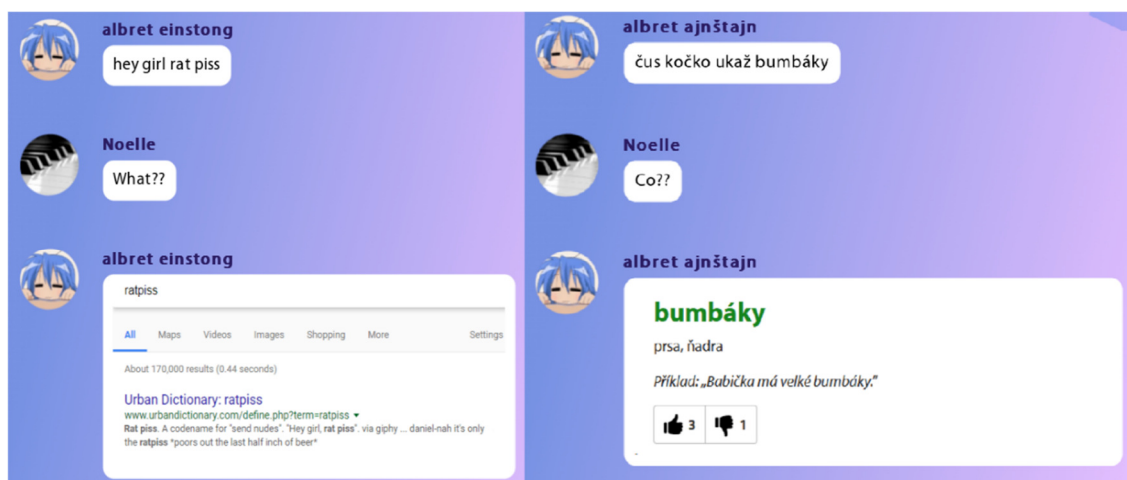 albret einstong
hey girl rat piss
Noelle
What??
albret einstong
ratpiss
All Maps Videos Images Shopping More Settings
About 170,000 results (0.44 seconds)
Urban Dictionary: ratpiss
www.urbandictionary.com/define.php?term=ratpiss
Rat piss. A codename for "send nudes". "Hey girl, rat piss". via giphy ... daniel-nah it's only
the ratpiss *poors out the last half inch of beer*
albret ajnštajn
čus kočko ukaž bumbáky
Noelle
Co??
albret ajnštajn
bumbáky
prsa, ňadra
Příklad: „Babička má velké bumbáky.”
3 1